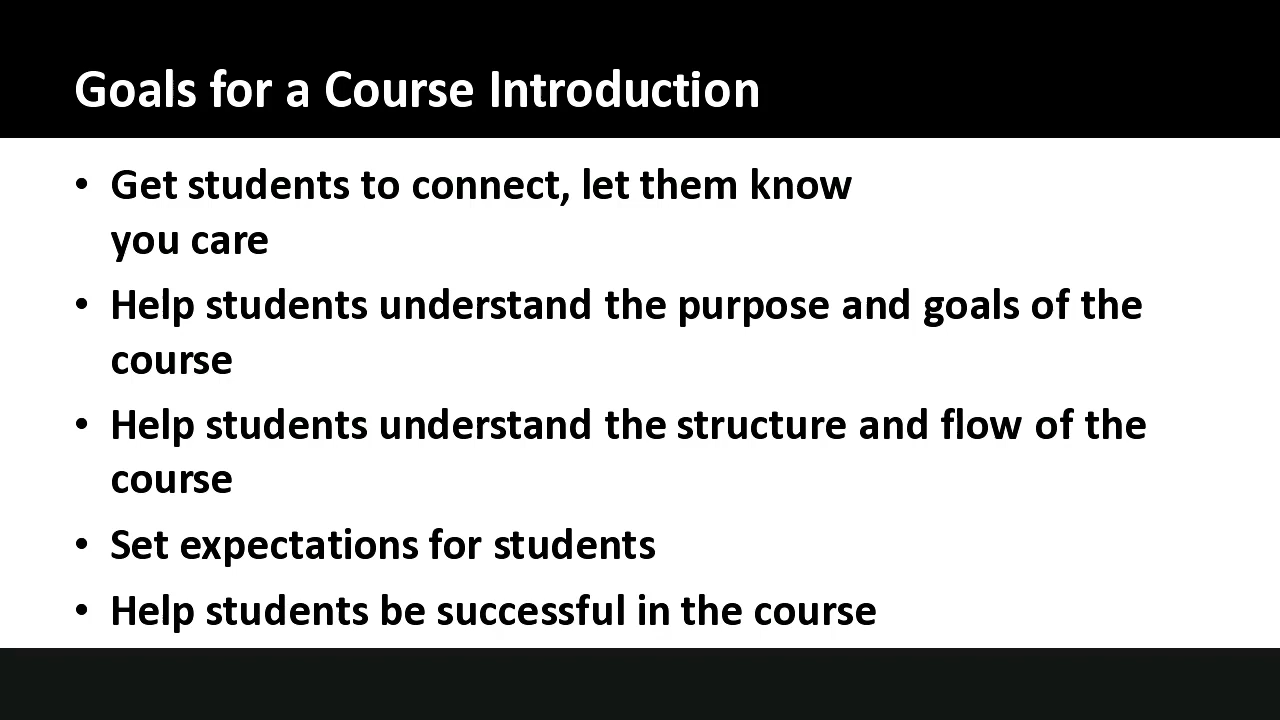 Goals for a Course Introduction
• Get students to connect, let them know
you care
• Help students understand the purpose and goals of the
course
• Help students understand the structure and flow of the
course
• Set expectations for students
• Help students be successful in the course